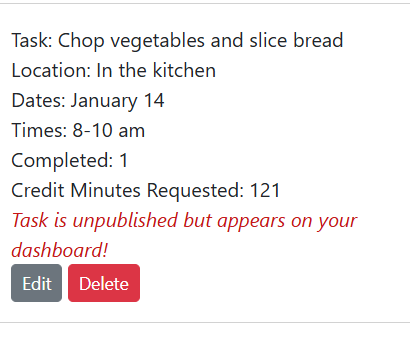 Task: Chop vegetables and slice bread
Location: In the kitchen
Dates: January 14
Times: 8-10 am
Completed: 1
Credit Minutes Requested: 121
Task is unpublished but appears on your
dashboard!
Edit Delete